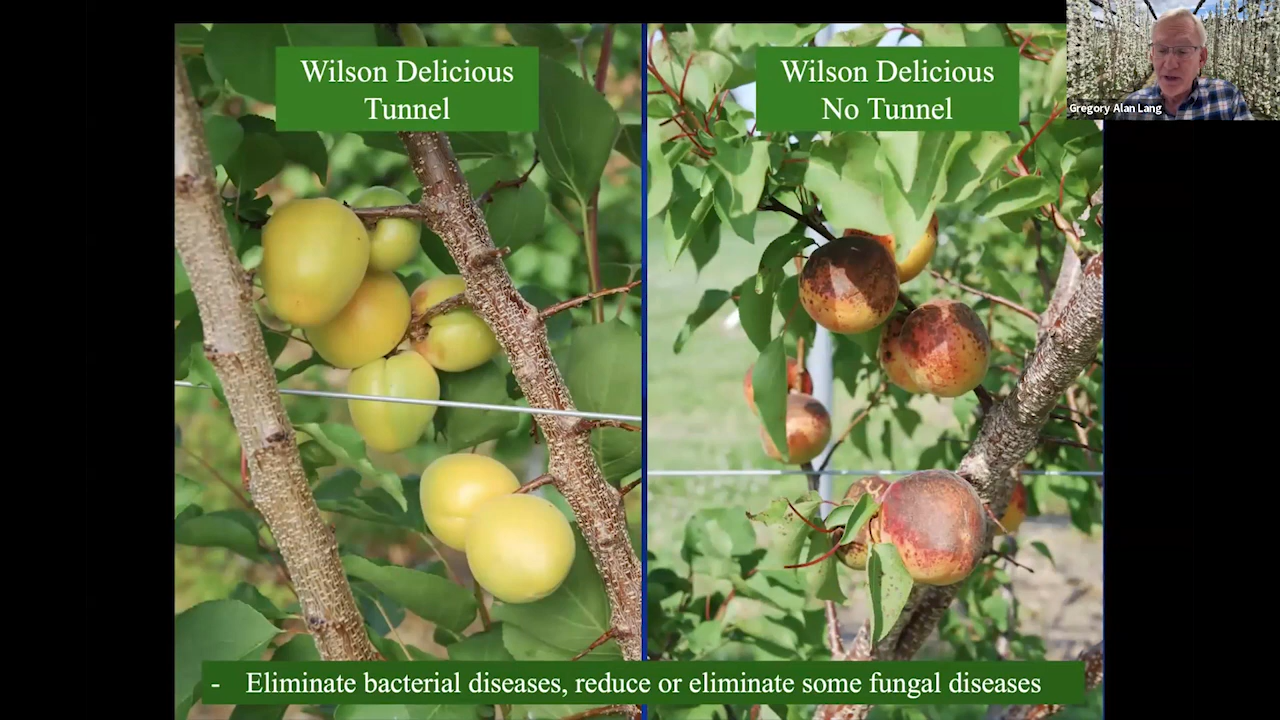 Wilson Delicious
Tunnel
Wilson Delicious
No Tunnel
Gregory Alan Lang
- Eliminate bacterial diseases, reduce or eliminate some fungal diseases